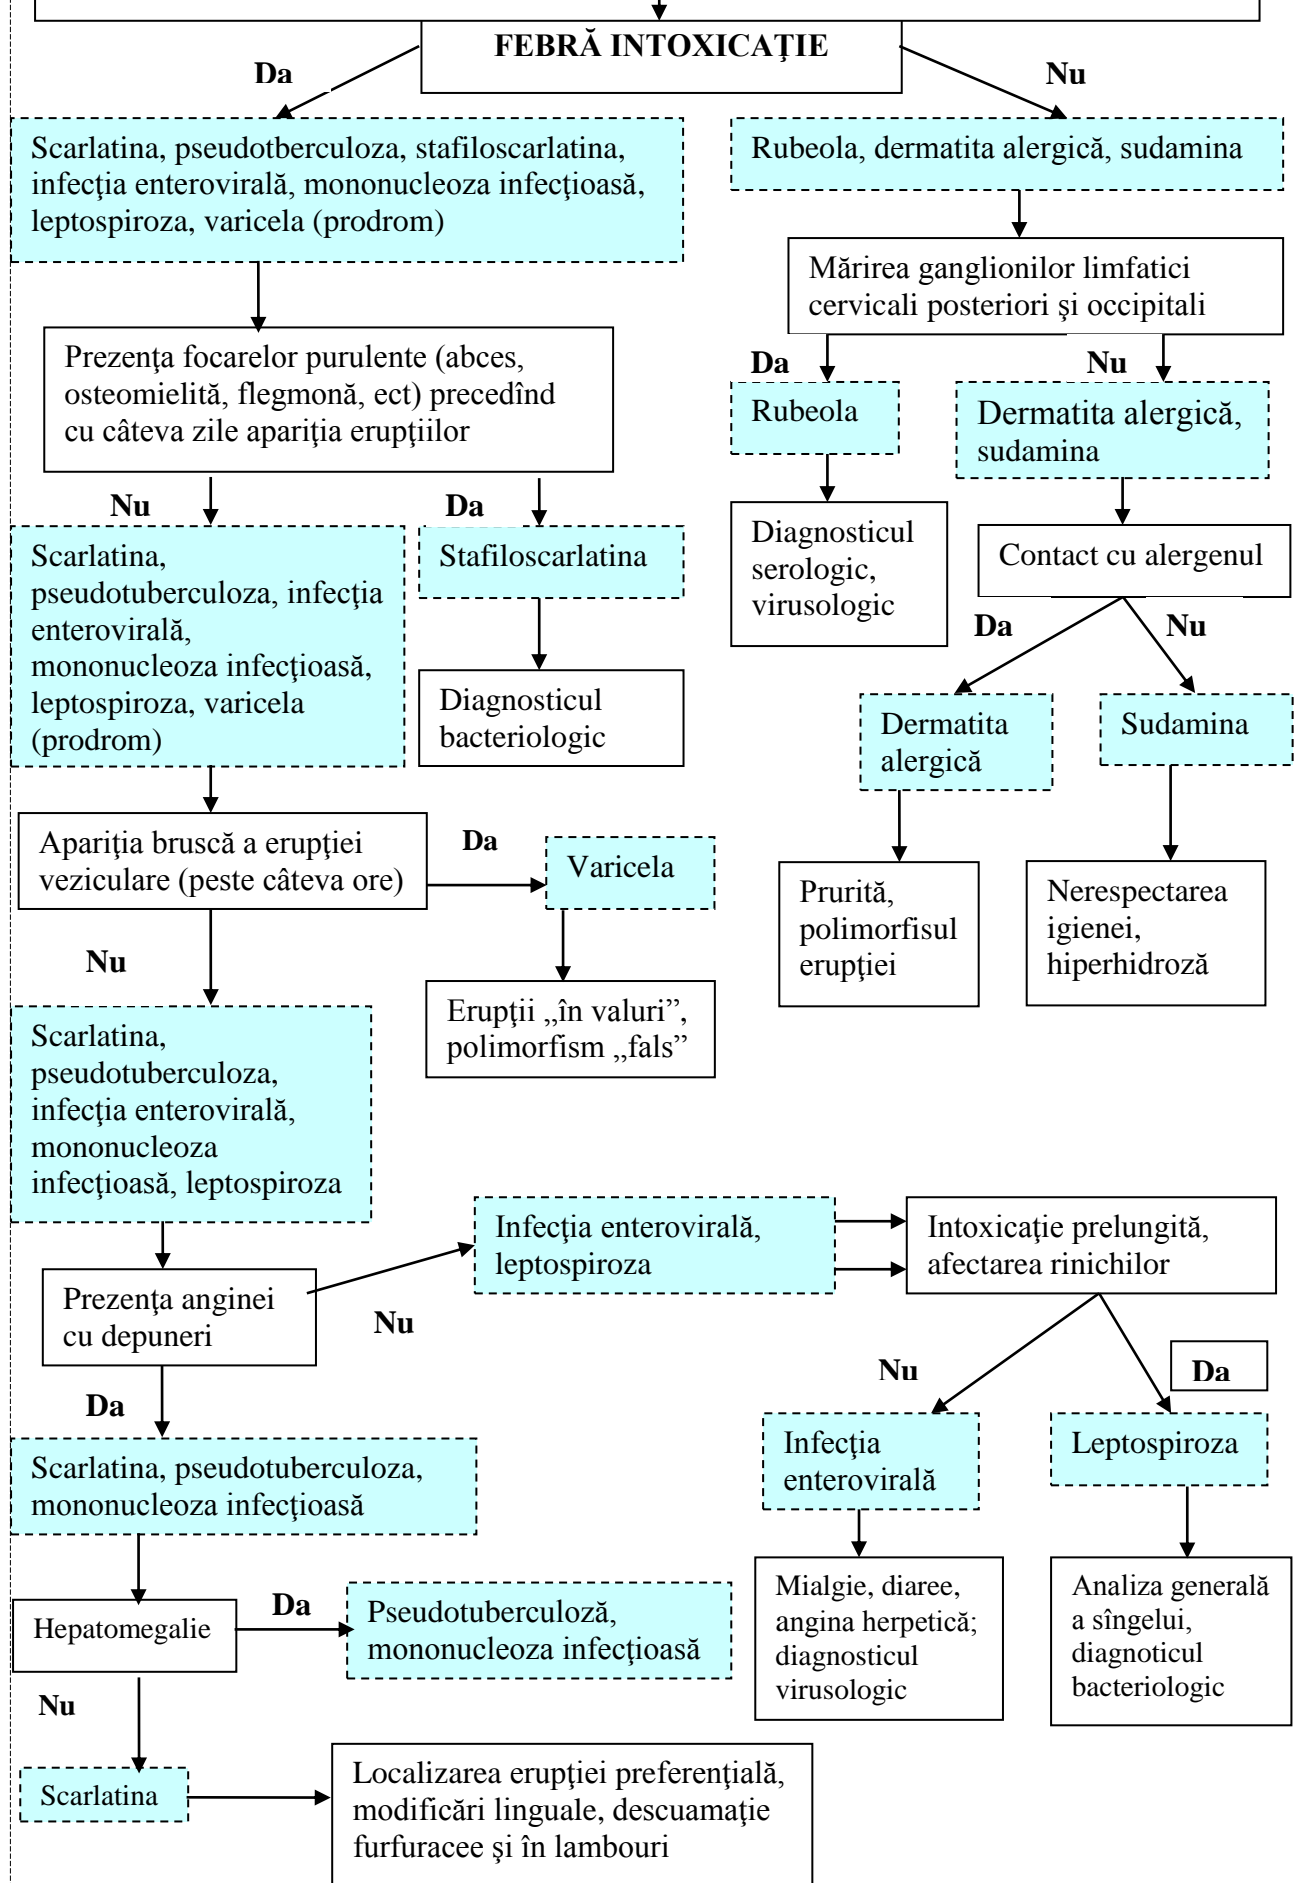 FEBRĂ INTOXICAŢIE
Da
Nu
Scarlatina, pseudotberculoza, stafiloscarlatina,
infecţia enterovirală, mononucleoza infecţioasă,
leptospiroza, varicela (prodrom)
Rubeola, dermatita alergică, sudamina
Mărirea ganglionilor limfatici
cervicali posteriori şi occipitali
Prezenţa focarelor purulente (abces,
osteomielită, flegmonă, ect) precedînd
cu câteva zile apariţia erupţiilor
Da
Nu
Rubeola
Dermatita alergică,
sudamina
Nu
Da
Scarlatina,
pseudotuberculoza, infecţia
enterovirală,
mononucleoza infecţioasă,
leptospiroza, varicela
(prodrom)
Stafiloscarlatina
Diagnosticul
serologic,
virusologic
Contact cu alergenul
Da
Nu
Diagnosticul
bacteriologic
Dermatita
alergică
Sudamina
Apariţia bruscă a erupţiei
veziculare (peste câteva ore)
Da
Varicela
Prurită,
polimorfisul
erupţiei
Nerespectarea
igienei,
hiperhidroză
Nu
Erupţii „în valuri”,
polimorfism „fals”
Scarlatina,
pseudotuberculoza,
infecţia enterovirală,
mononucleoza
infecţioasă, leptospiroza
Infecţia enterovirală,
leptospiroza
Intoxicaţie prelungită,
afectarea rinichilor
Prezenţa anginei
cu depuneri
Nu
Nu
Da
Da
Scarlatina, pseudotuberculoza,
mononucleoza infecţioasă
Infecţia
enterovirală
Leptospiroza
Hepatomegalie
Da
Pseudotuberculoză,
mononucleoza infecţioasă
Mialgie, diaree,
angina herpetică;
diagnosticul
virusologic
Analiza generală
a sîngelui,
diagnoticul
bacteriologic
Nu
Scarlatina
Localizarea erupţiei preferenţială,
modificări linguale, descuamaţie
furfuracee şi în lambouri